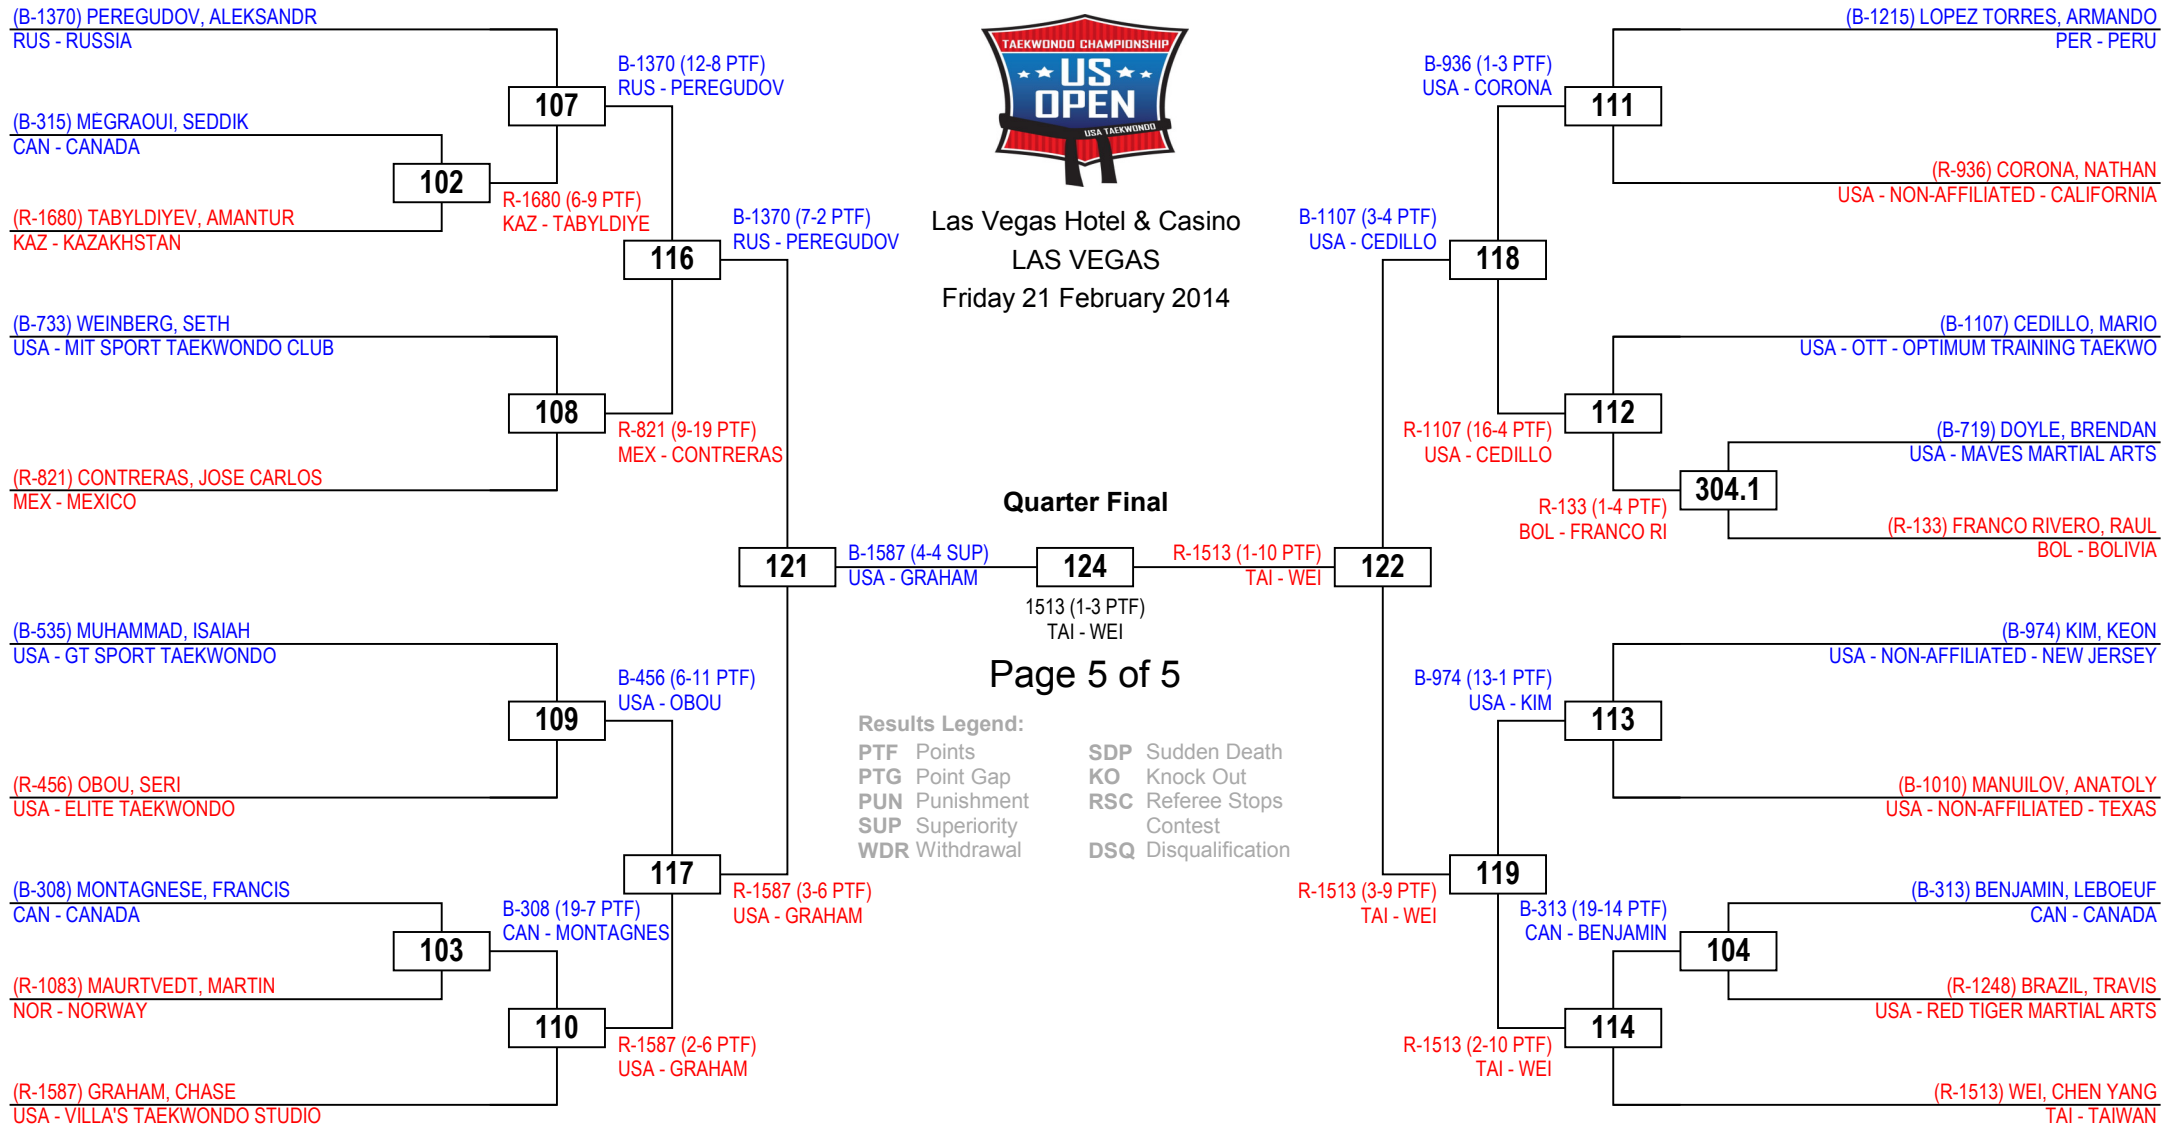 (B-1370) PEREGUDOV, ALEKSANDR
RUS - RUSSIA
(B-315) MEGRAOUI, SEDDIK
CAN - CANADA
(R-1680) TABYLDIYEV, AMANTUR
KAZ - KAZAKHSTAN
(B-733) WEINBERG, SETH
USA - MIT SPORT TAEKWONDO CLUB
(R-821) CONTRERAS, JOSE CARLOS
MEX - MEXICO
(B-535) MUHAMMAD, ISAIAH
USA - GT SPORT TAEKWONDO
(R-456) OBOU, SERI
USA - ELITE TAEKWONDO
(B-308) MONTAGNESE, FRANCIS
CAN - CANADA
(R-1083) MAURTVEDT, MARTIN
NOR - NORWAY
(R-1587) GRAHAM, CHASE
USA - VILLA'S TAEKWONDO STUDIO
102
R-1680 (6-9 PTF)
KAZ - TABYLDIYE
103
B-308 (19-7 PTF)
CAN - MONTAGNES
107
B-1370 (12-8 PTF)
RUS - PEREGUDOV
108
R-821 (9-19 PTF)
MEX - CONTRERAS
109
B-456 (6-11 PTF)
USA - OBOU
110
R-1587 (2-6 PTF)
USA - GRAHAM
116
B-1370 (7-2 PTF)
RUS - PEREGUDOV
117
R-1587 (3-6 PTF)
USA - GRAHAM
121
B-1587 (4-4 SUP)
USA - GRAHAM
TAEKWONDO CHAMPIONSHIP
US
OPEN
USA TAEKWONDO
Las Vegas Hotel & Casino
LAS VEGAS
Friday 21 February 2014
Quarter Final
124
1513 (1-3 PTF)
TAI - WEI
Page 5 of 5
Results Legend:
PTF Points
PTG Point Gap
PUN Punishment
SUP Superiority
WDR Withdrawal
SDP Sudden Death
KO Knock Out
RSC Referee Stops
Contest
DSQ Disqualification
R-1513 (1-10 PTF)
TAI - WEI
122
B-1107 (3-4 PTF)
USA - CEDILLO
118
R-1513 (3-9 PTF)
TAI - WEI
119
B-936 (1-3 PTF)
USA - CORONA
111
R-1107 (16-4 PTF)
USA - CEDILLO
112
B-974 (13-1 PTF)
USA - KIM
113
R-1513 (2-10 PTF)
TAI - WEI
114
R-133 (1-4 PTF)
BOL - FRANCO RI
304.1
B-313 (19-14 PTF)
CAN - BENJAMIN
104
(B-1215) LOPEZ TORRES, ARMANDO
PER - PERU
(R-936) CORONA, NATHAN
USA - NON-AFFILIATED - CALIFORNIA
(B-1107) CEDILLO, MARIO
USA - OTT - OPTIMUM TRAINING TAEKWO
(B-719) DOYLE, BRENDAN
USA - MAVES MARTIAL ARTS
(R-133) FRANCO RIVERO, RAUL
BOL - BOLIVIA
(B-974) KIM, KEON
USA - NON-AFFILIATED - NEW JERSEY
(B-1010) MANUILOV, ANATOLY
USA - NON-AFFILIATED - TEXAS
(B-313) BENJAMIN, LEBOEUF
CAN - CANADA
(R-1248) BRAZIL, TRAVIS
USA - RED TIGER MARTIAL ARTS
(R-1513) WEI, CHEN YANG
TAI - TAIWAN